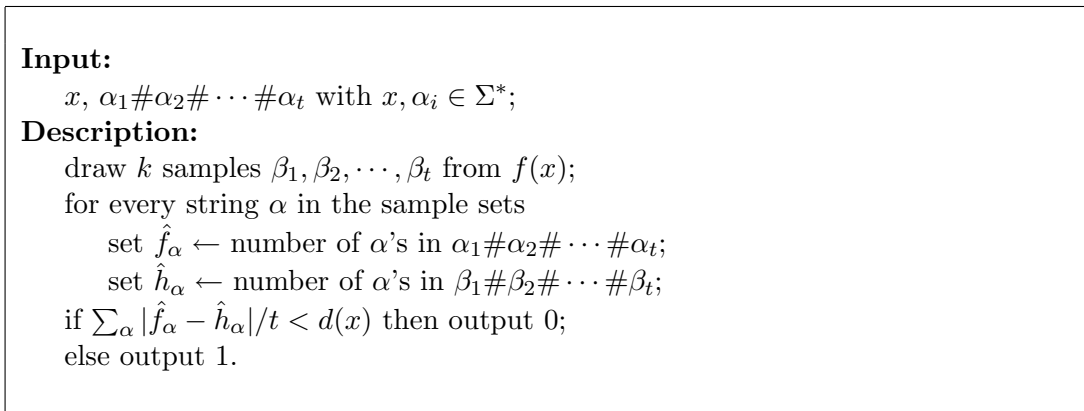 Input:
x, α₁#α₂#⋯#αₜ with x, αᵢ ∈ Σ*;
Description:
draw k samples β₁, β₂, ⋯, βₜ from f(x);
for every string α in the sample sets
set f̂_α ← number of α's in α₁#α₂#⋯#αₜ;
set ĥ_α ← number of α's in β₁#β₂#⋯#βₜ;
if ∑_α |f̂_α − ĥ_α|/t < d(x) then output 0;
else output 1.